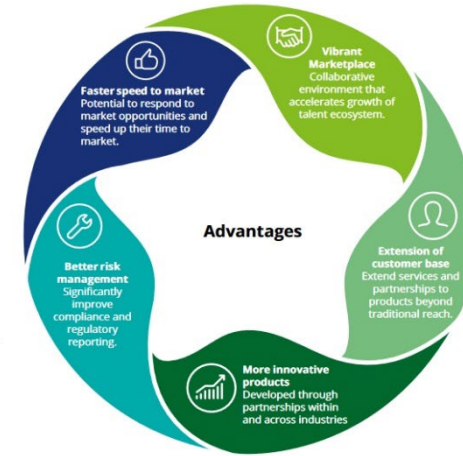 Faster speed to market
Potential to respond to
market opportunities and
speed up their time to
market.
Vibrant
Marketplace
Collaborative
environment that
accelerates growth of
talent ecosystem.
Advantages
Extension of
customer base
Extend services and
partnerships to
products beyond
traditional reach.
Better risk
management
Significantly
improve
compliance and
regulatory
reporting.
More innovative
products
Developed through
partnerships within
and across industries